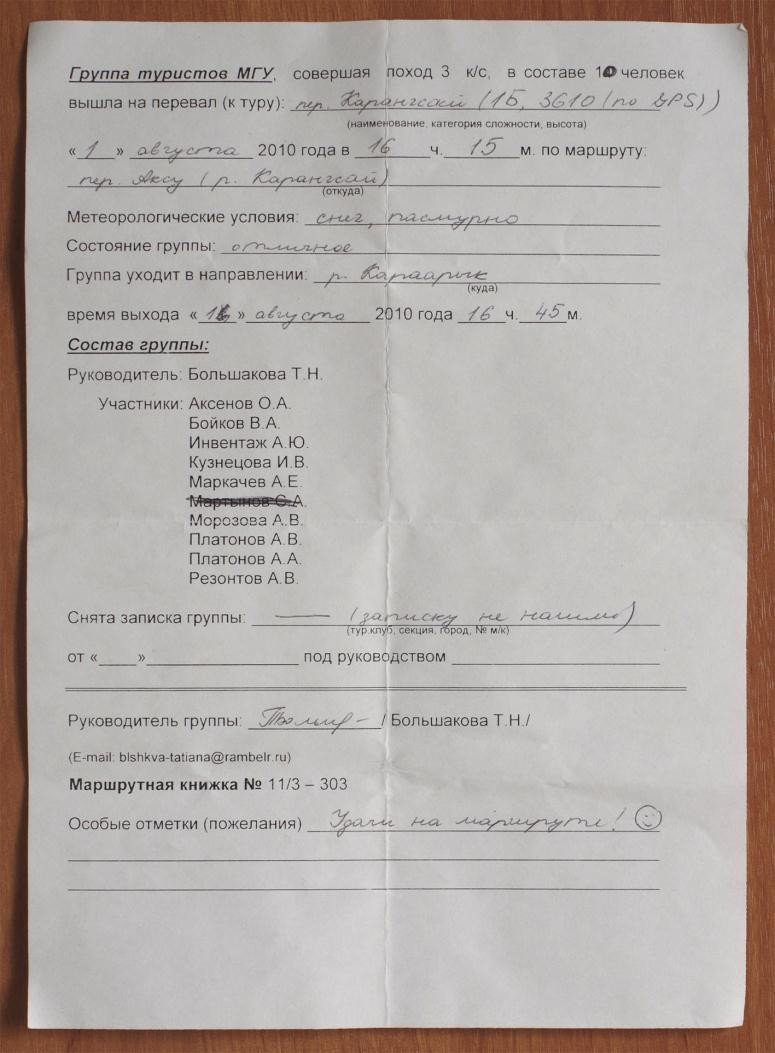 Группа туристов МГУ, совершая поход 3 к/с, в составе 10 человек
вышла на перевал (к туру): пер. Карангсай (1Б, 3610 (по GPS))
(наименование, категория сложности, высота)
«1» августа 2010 года в 16 ч. 15 м. по маршруту:
пер. Аксу (р. Карангсай)
(откуда)
Метеорологические условия: снег, пасмурно
Состояние группы: отличное
Группа уходит в направлении: р. Караарык
(куда)
время выхода «1» августа 2010 года 16 ч. 45 м.
Состав группы:
Руководитель: Большакова Т.Н.
Участники: Аксенов О.А.
Бойков В.А.
Инвентаж А.Ю.
Кузнецова И.В.
Маркачев А.Е.
Мартынов С.А.
Морозова А.В.
Платонов А.В.
Платонов А.А.
Резонтов А.В.
Снята записка группы: —— (записку не нашли)
(тур.клуб, секция, город, № м/к)
от «____»________________ под руководством ______________________
Руководитель группы: / Большакова Т.Н./
(E-mail: blshkva-tatiana@rambelr.ru)
Маршрутная книжка № 11/3 – 303
Особые отметки (пожелания) Удачи на маршруте!